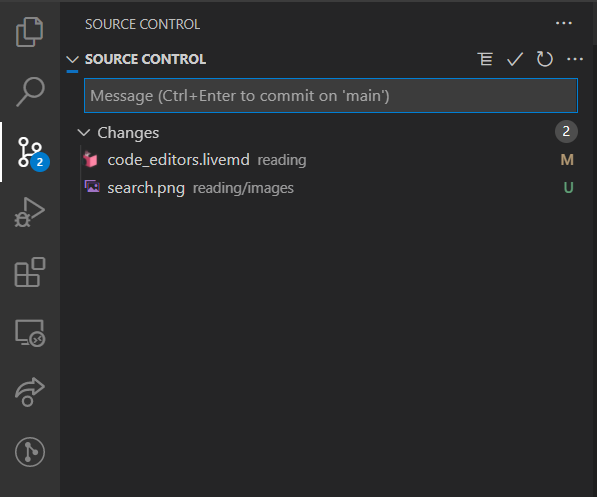 SOURCE CONTROL
SOURCE CONTROL
Message (Ctrl+Enter to commit on 'main')
Changes 2
code_editors.livemd reading M
2
search.png reading/images U